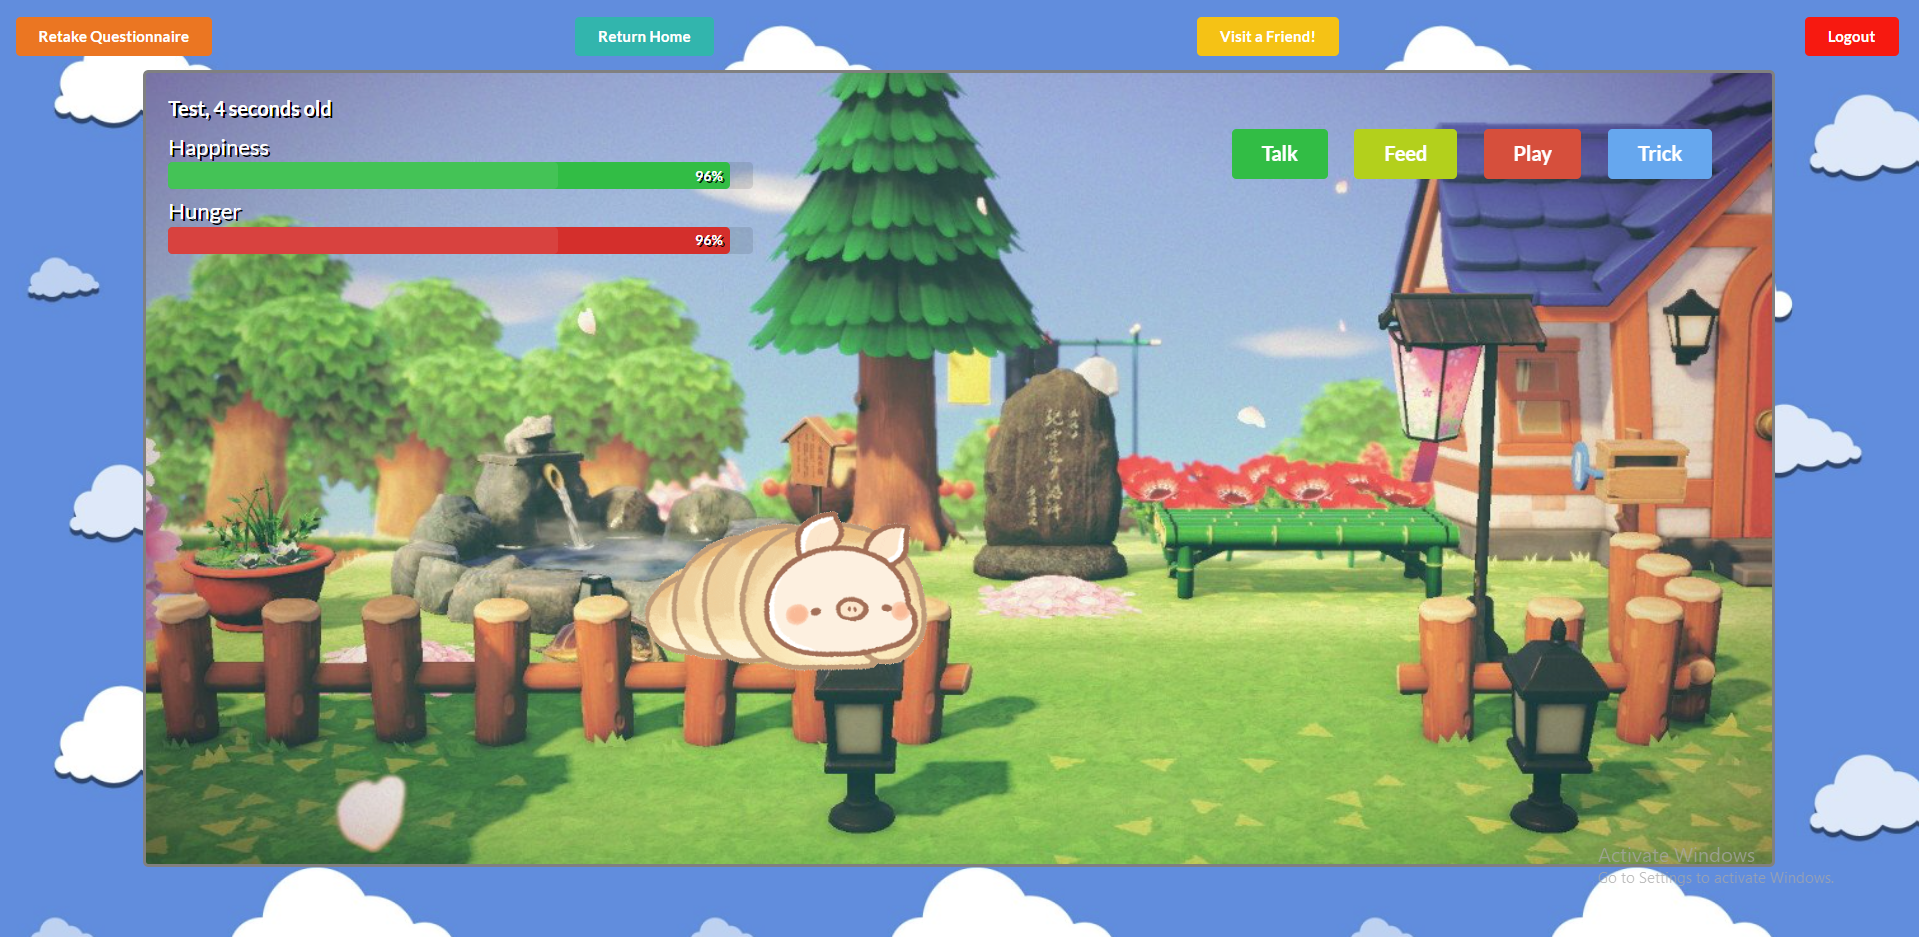 Retake Questionnaire
Return Home
Visit a Friend!
Logout
Test, 4 seconds old
Happiness
96%
Hunger
96%
Talk
Feed
Play
Trick
Activate Windows
Go to Settings to activate Windows.